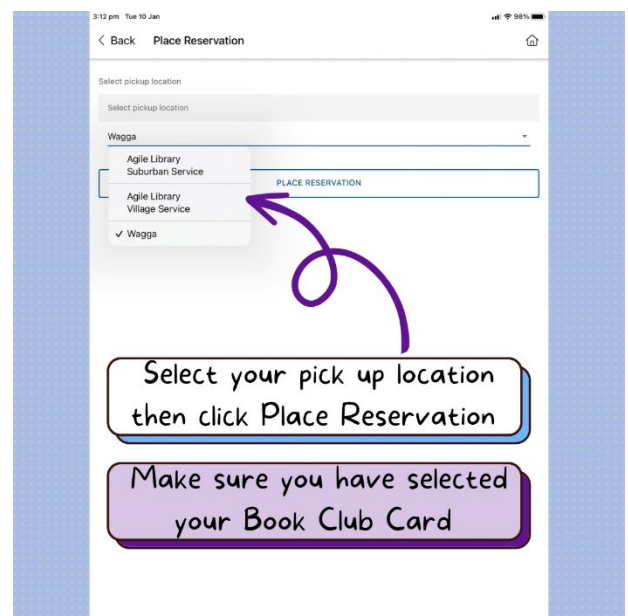 3:12 pm Tue 10 Jan
98%
Back Place Reservation
Select pickup location
Select pickup location
Wagga
Agile Library
Suburban Service
PLACE RESERVATION
Agile Library
Village Service
✓ Wagga
Select your pick up location
then click Place Reservation
Make sure you have selected
your Book Club Card